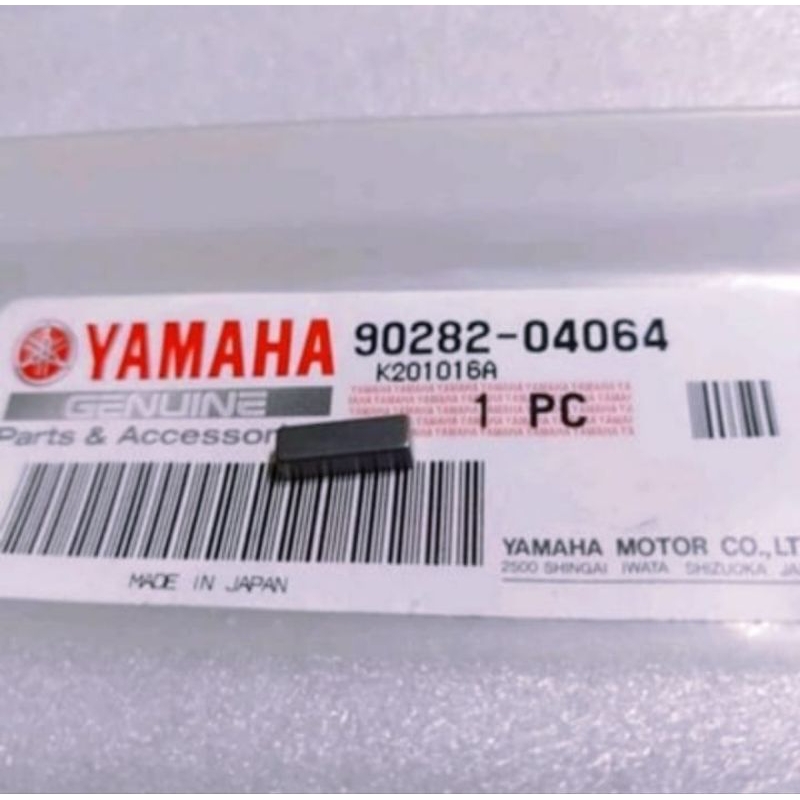 YAMAHA 90282-04064
K201016A
GENUINE
Parts & Accessor
1 PC
YAMAHA MOTOR CO.,LT
2500 SHINGAI IWATA SHIZUOKA JA
MADE IN JAPAN